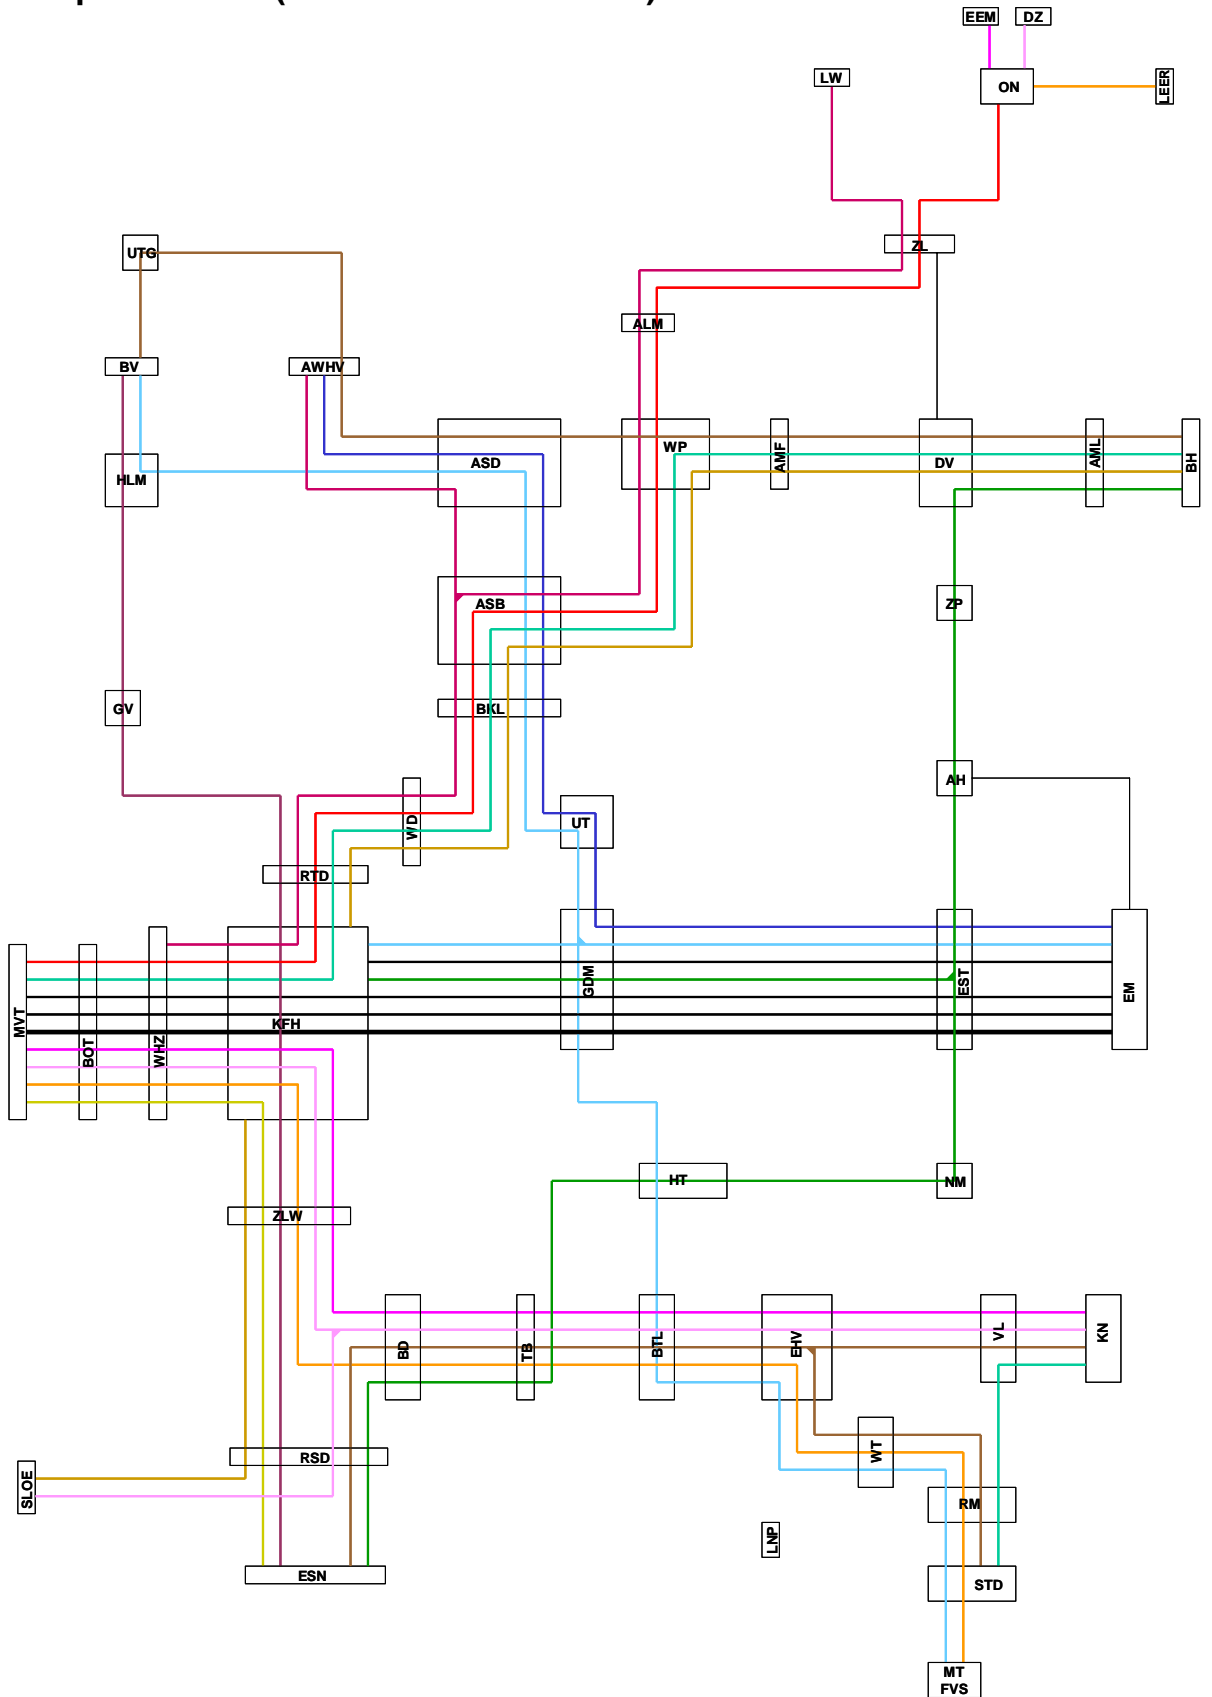 EEM
DZ
LW
ON
LEER
UTG
ZL
ALM
BV
AWHV
WP
ASD
AMF
DV
AML
BH
HLM
ASB
ZP
GV
BKL
AH
WD
UT
RTD
MVT
BOT
WHZ
KFH
GDM
EST
EM
HT
NM
ZLW
BD
TB
BTL
EHV
VL
KN
WT
RSD
SLOE
RM
LNP
ESN
STD
MT
FVS